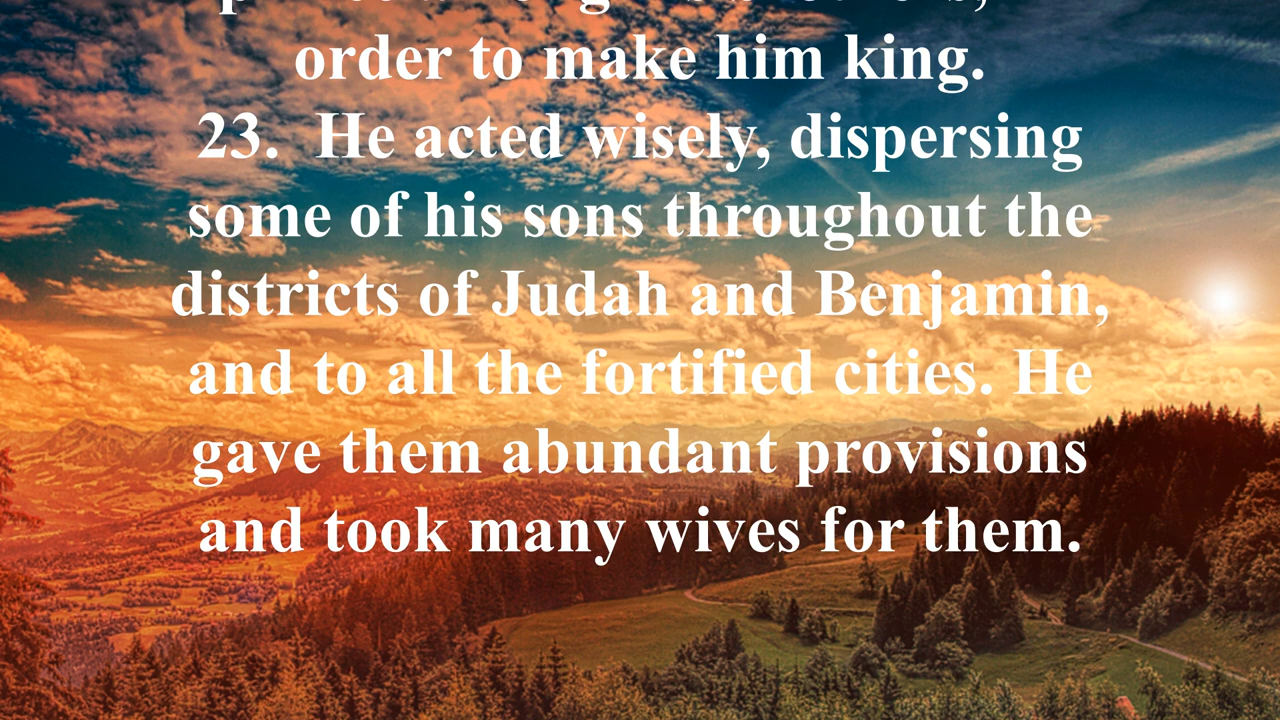 order to make him king.
23. He acted wisely, dispersing
some of his sons throughout the
districts of Judah and Benjamin,
and to all the fortified cities. He
gave them abundant provisions
and took many wives for them.